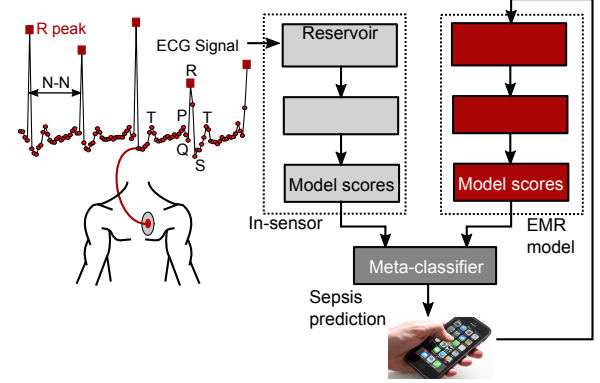 R peak
ECG Signal
Reservoir
N-N
R
T
P
T
Q
S
Model scores
Model scores
In-sensor
EMR
model
Meta-classifier
Sepsis
prediction